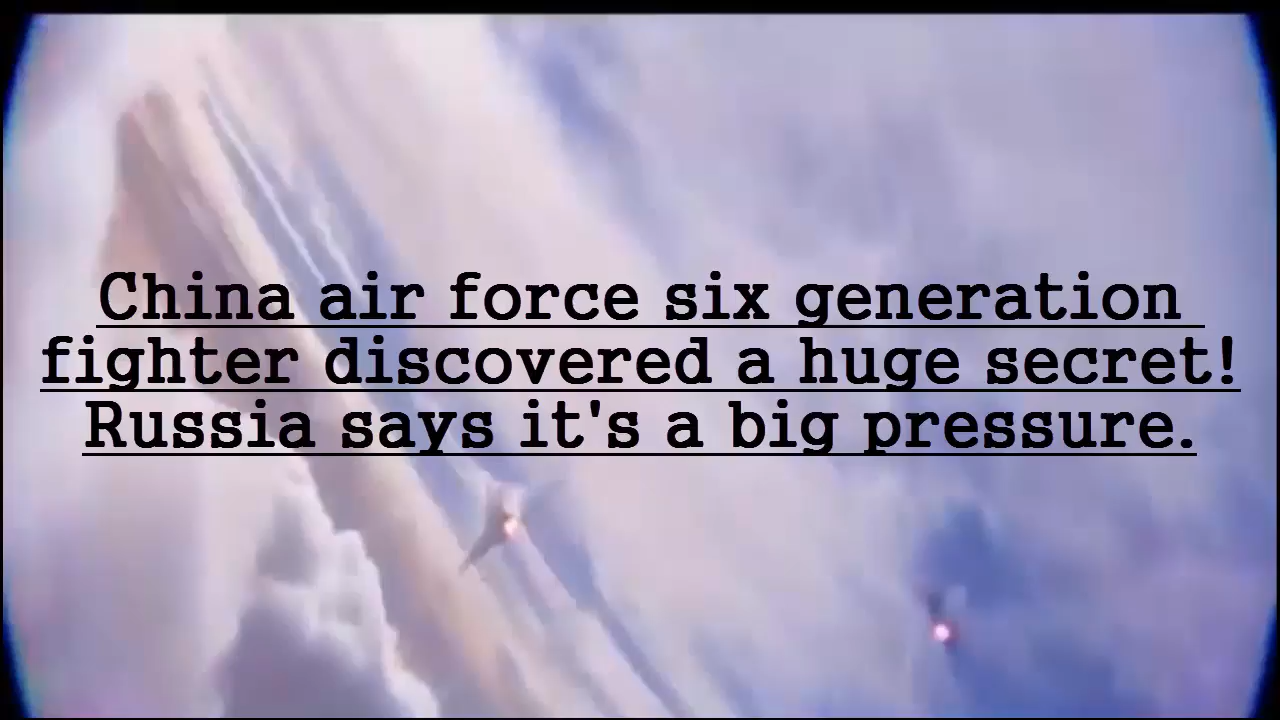 China air force six generation
fighter discovered a huge secret!
Russia says it's a big pressure.